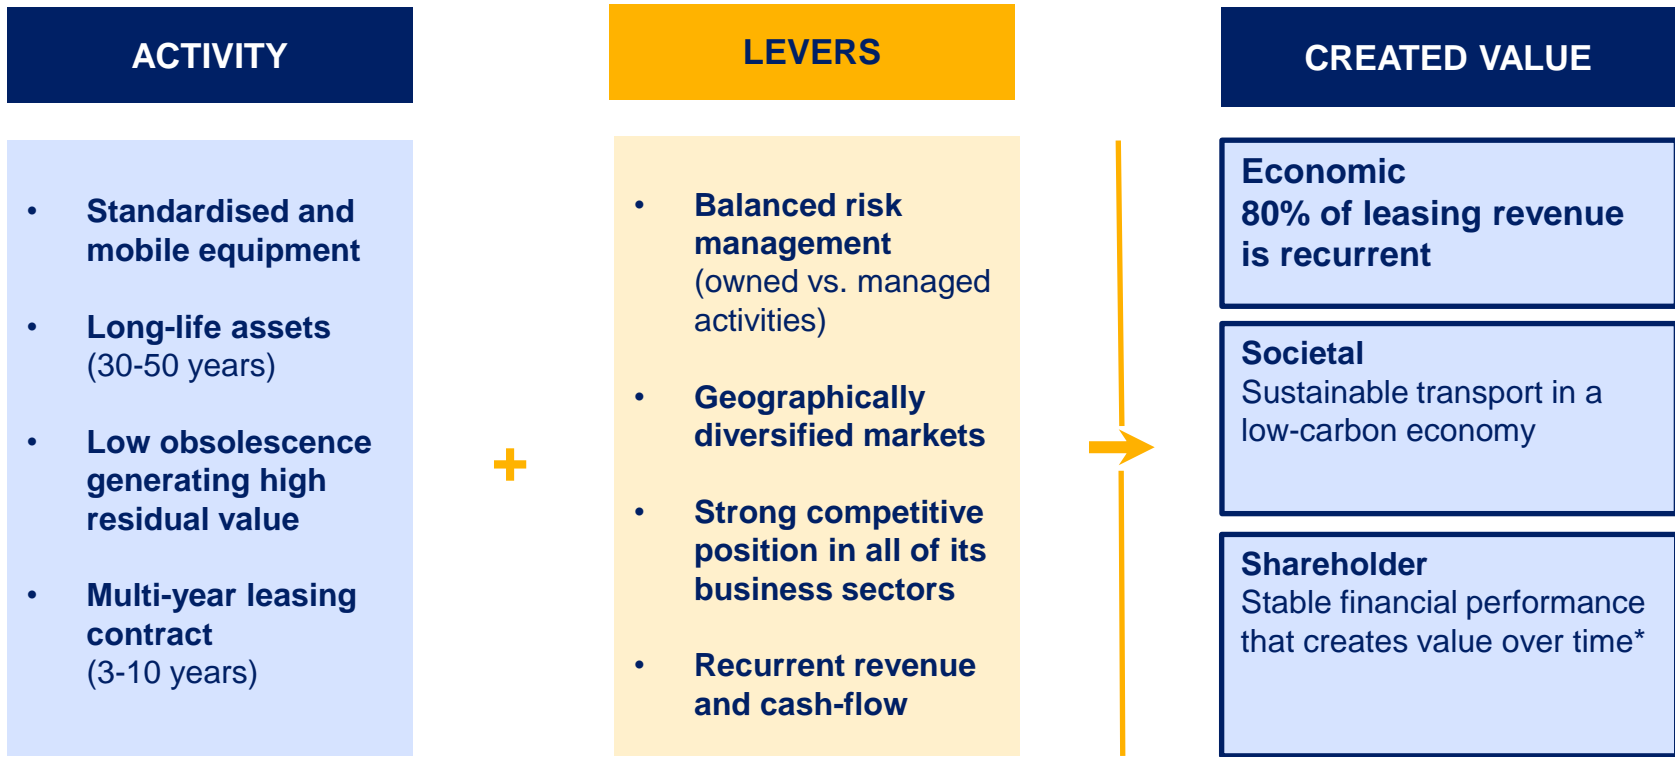 ACTIVITY
• Standardised and
mobile equipment
• Long-life assets
(30-50 years)
• Low obsolescence
generating high
residual value
• Multi-year leasing
contract
(3-10 years)
+
LEVERS
• Balanced risk
management
(owned vs. managed
activities)
• Geographically
diversified markets
• Strong competitive
position in all of its
business sectors
• Recurrent revenue
and cash-flow
CREATED VALUE
Economic
80% of leasing revenue
is recurrent
Societal
Sustainable transport in a
low-carbon economy
Shareholder
Stable financial performance
that creates value over time*